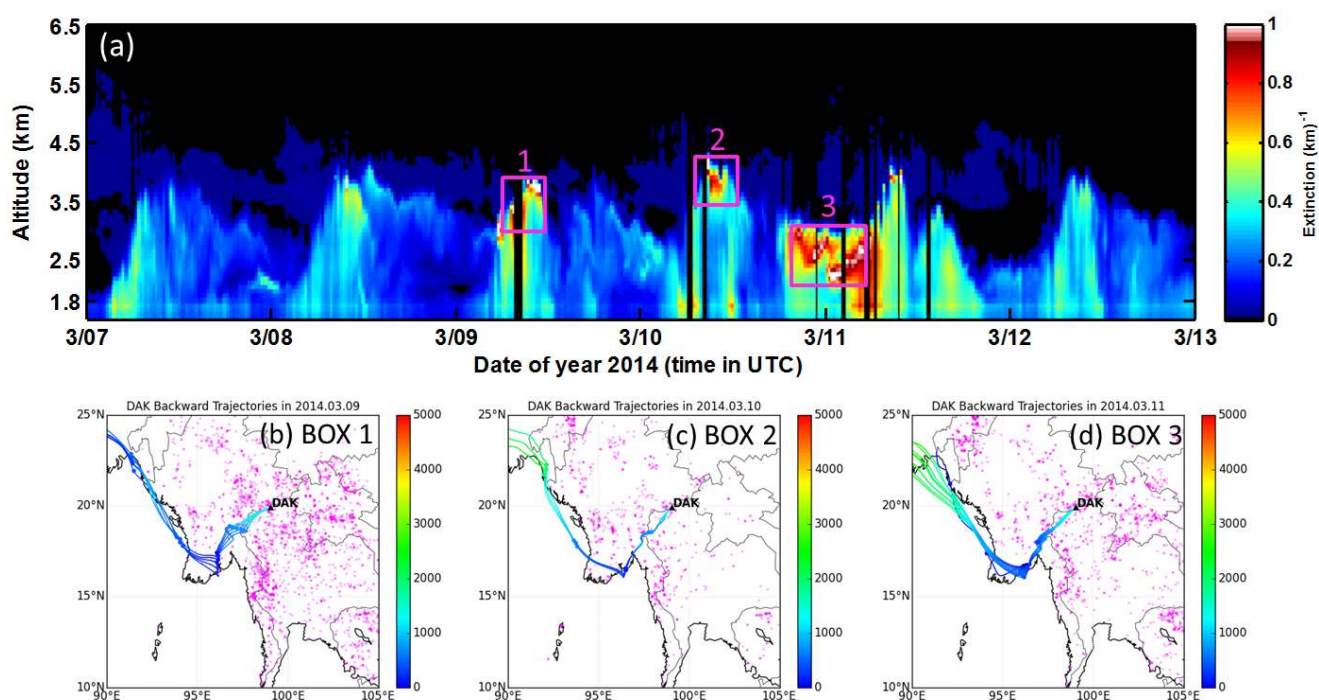 (a)
6.5
5.5
4.5
3.5
2.5
1.8
Altitude (km)
1
2
3
3/07
3/08
3/09
3/10
3/11
3/12
3/13
Date of year 2014 (time in UTC)
1
0.8
0.6
0.4
0.2
0
Extinction (km)-1
DAK Backward Trajectories in 2014.03.09
(b) BOX 1
DAK
25°N
20°N
15°N
10°N
90°E
95°E
100°E
105°E
5000
4000
3000
2000
1000
0
DAK Backward Trajectories in 2014.03.10
(c) BOX 2
DAK
25°N
20°N
15°N
10°N
90°E
95°E
100°E
105°E
5000
4000
3000
2000
1000
0
DAK Backward Trajectories in 2014.03.11
(d) BOX 3
DAK
25°N
20°N
15°N
10°N
90°E
95°E
100°E
105°E
5000
4000
3000
2000
1000
0